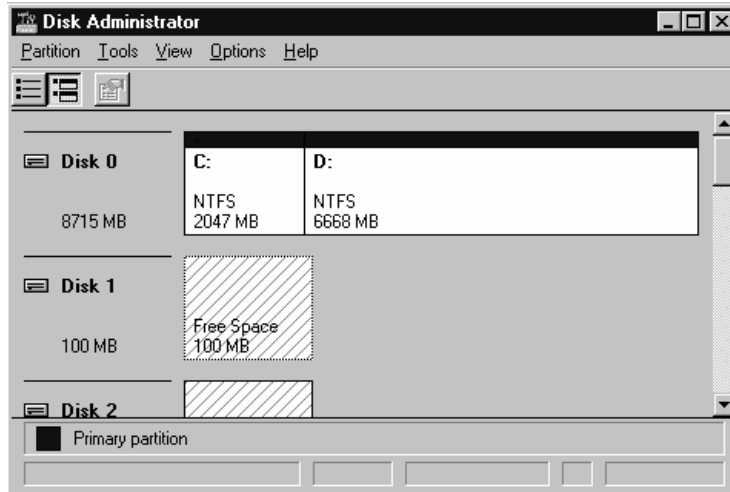 Disk Administrator
Partition Tools View Options Help
Disk 0
8715 MB
C:
NTFS
2047 MB
D:
NTFS
6668 MB
Disk 1
100 MB
Free Space
100 MB
Disk 2
Primary partition